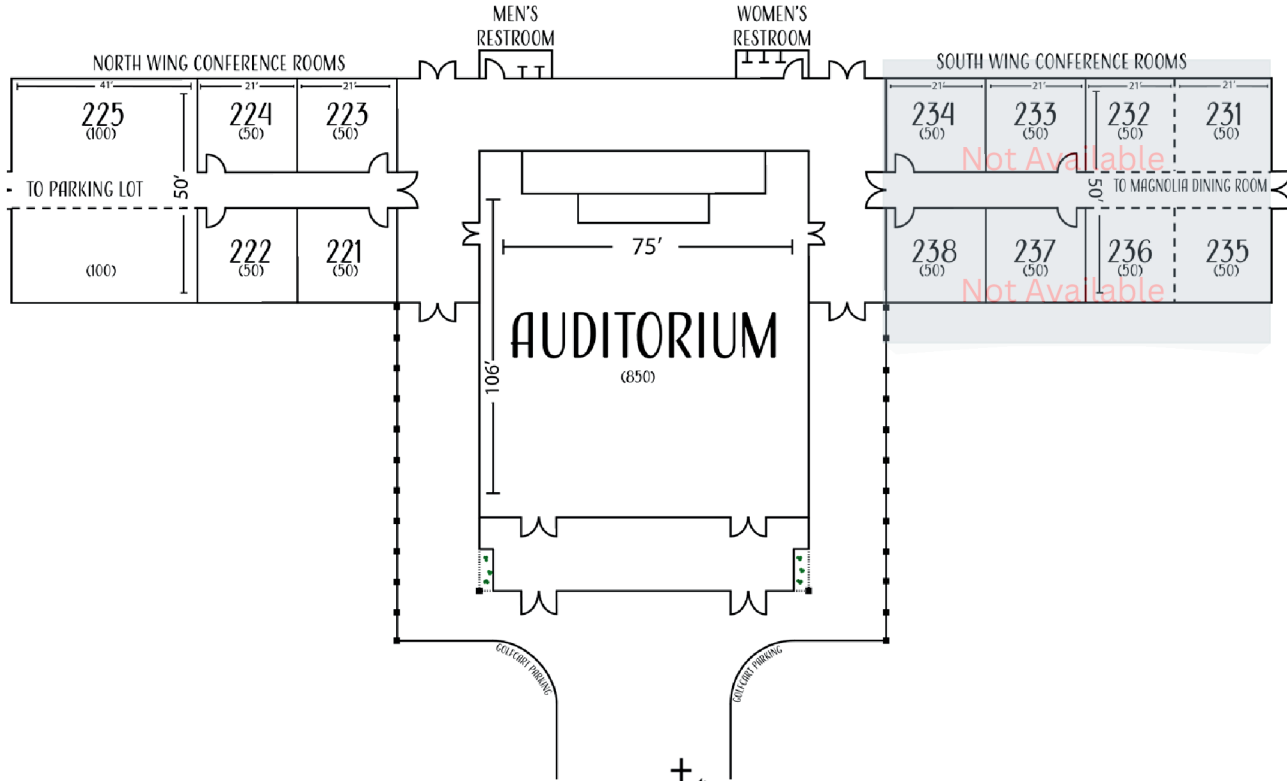 MEN'S
RESTROOM
WOMEN'S
RESTROOM
NORTH WING CONFERENCE ROOMS
SOUTH WING CONFERENCE ROOMS
41' 21' 21'
21' 21' 21' 21'
225 224 223
(100) (50) (50)
234 233 232 231
(50) (50) (50) (50)
Not Available
TO PARKING LOT
50'
50'
TO MAGNOLIA DINING ROOM
222 221
(100) (50) (50)
75'
238 237 236 235
(50) (50) (50) (50)
Not Available
AUDITORIUM
(850)
106'
GOLFCART PARKING
GOLFCART PARKING